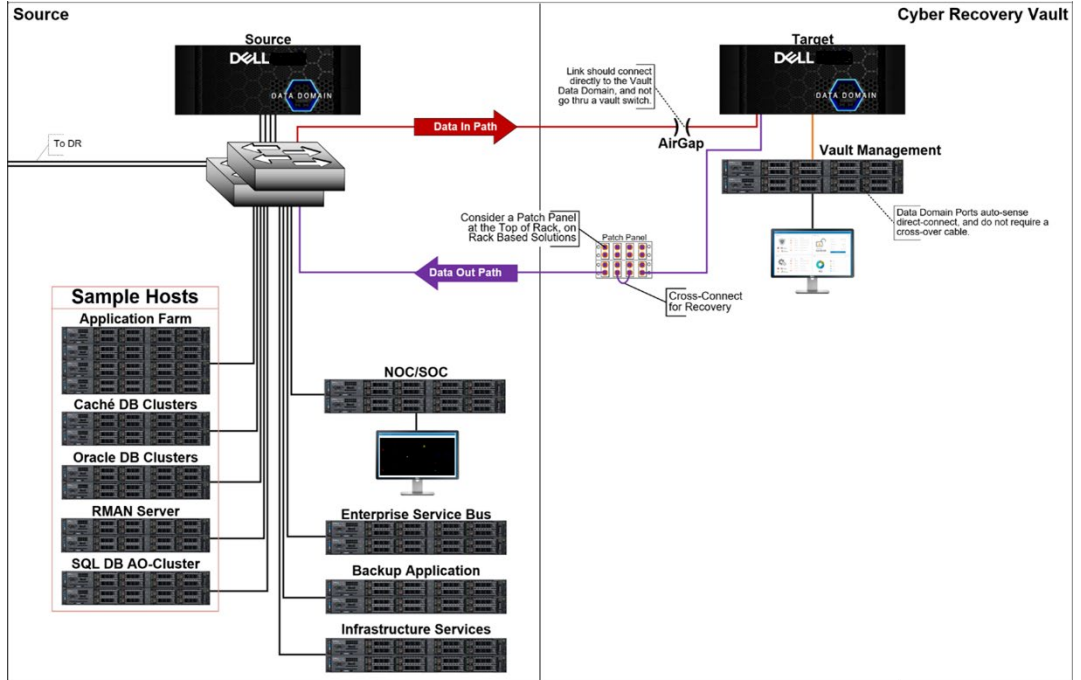 Source
Cyber Recovery Vault
Source
DELL
DATA DOMAIN
To DR
Data In Path
Link should connect
directly to the Vault
Data Domain, and not
go thru a vault switch.
AirGap
Target
DELL
DATA DOMAIN
Vault Management
Data Domain Ports auto-sense
direct-connect, and do not require a
cross-over cable.
Consider a Patch Panel
at the Top of Rack, on
Rack Based Solutions
Patch Panel
Data Out Path
Cross-Connect
for Recovery
Sample Hosts
Application Farm
Caché DB Clusters
Oracle DB Clusters
RMAN Server
SQL DB AO-Cluster
NOC/SOC
Enterprise Service Bus
Backup Application
Infrastructure Services